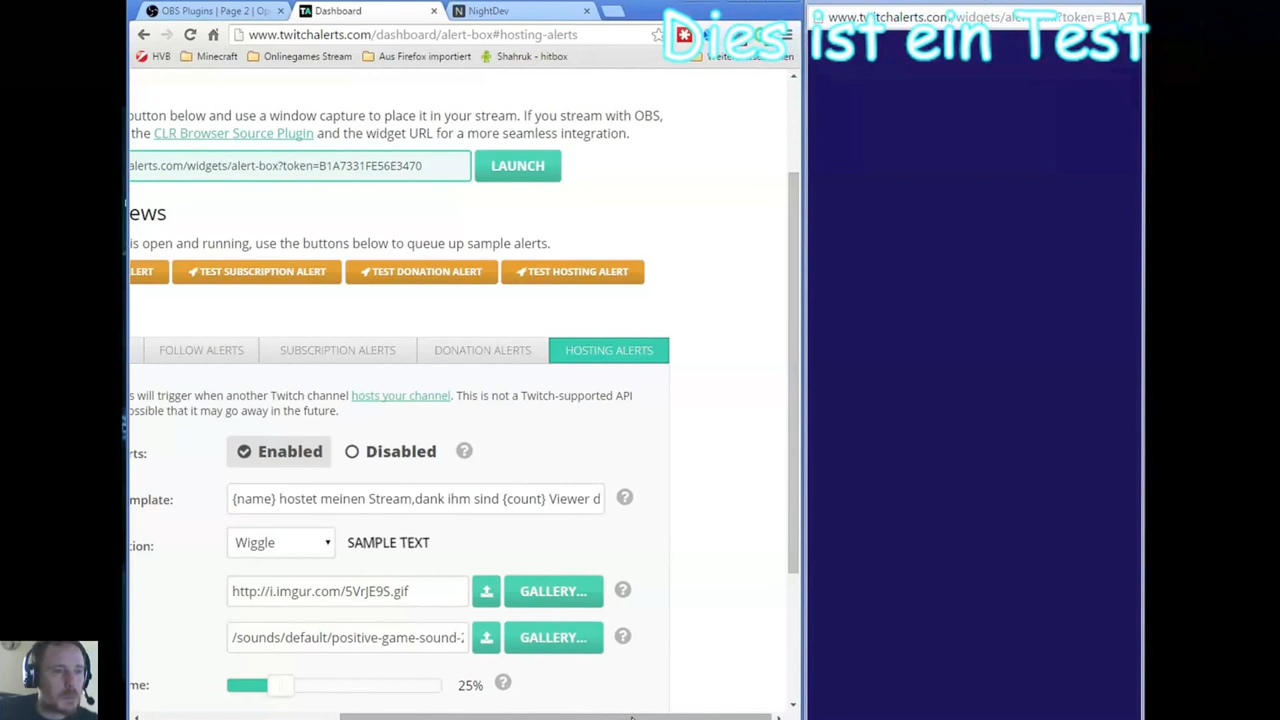 OBS Plugins | Page 2 | Op
Dashboard
NightDev
www.twitchalerts.com/widgets/alert-box?token=B1A7
www.twitchalerts.com/dashboard/alert-box#hosting-alerts
Dies ist ein Test
HVB
Minecraft
Onlinegames Stream
Aus Firefox importiert
Shahruk - hitbox
button below and use a window capture to place it in your stream. If you stream with OBS,
the CLR Browser Source Plugin and the widget URL for a more seamless integration.
alerts.com/widgets/alert-box?token=B1A7331FE56E3470
LAUNCH
ews
is open and running, use the buttons below to queue up sample alerts.
LERT
TEST SUBSCRIPTION ALERT
TEST DONATION ALERT
TEST HOSTING ALERT
FOLLOW ALERTS
SUBSCRIPTION ALERTS
DONATION ALERTS
HOSTING ALERTS
s will trigger when another Twitch channel hosts your channel. This is not a Twitch-supported API
ossible that it may go away in the future.
rts:
Enabled
Disabled
?
mplate:
{name} hostet meinen Stream,dank ihm sind {count} Viewer d
?
tion:
Wiggle
SAMPLE TEXT
http://i.imgur.com/5VrJE9S.gif
GALLERY...
?
/sounds/default/positive-game-sound-2
GALLERY...
?
me:
25%
?